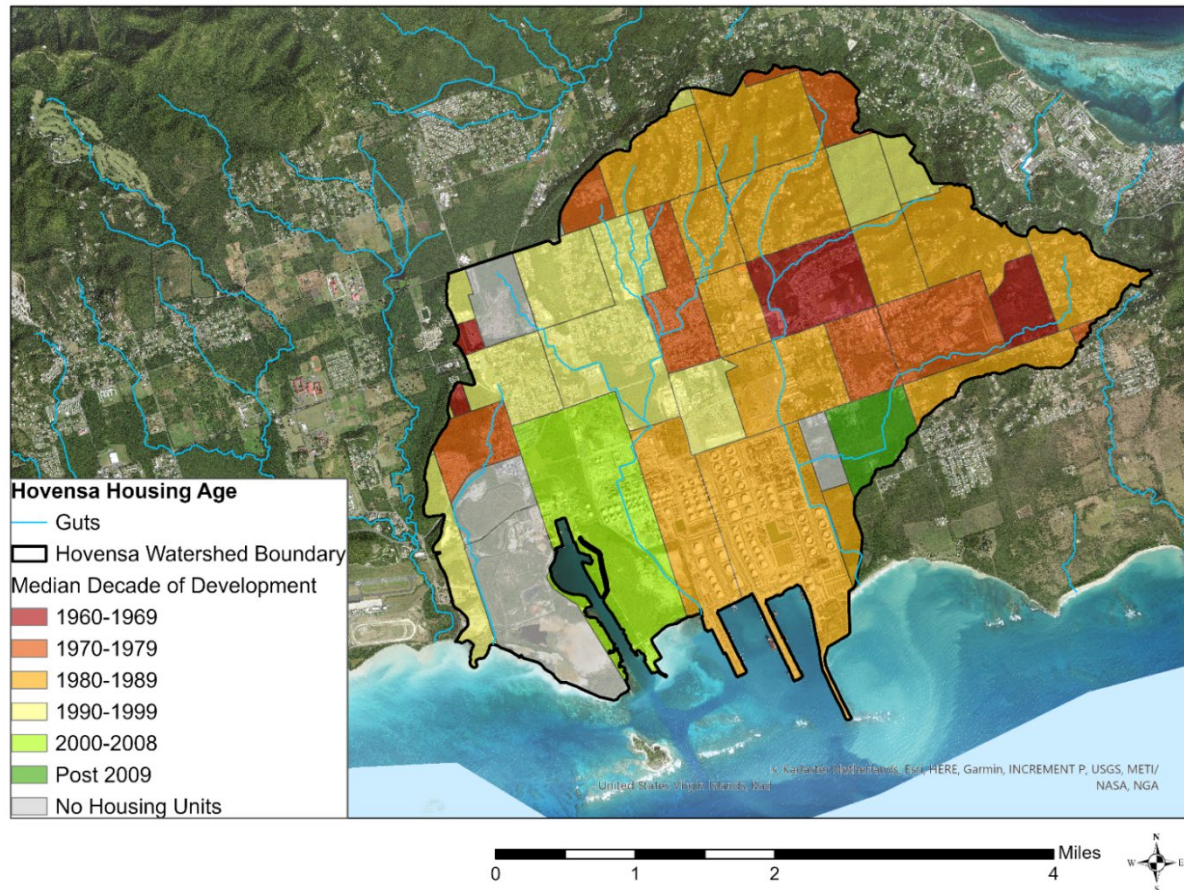 Hovensa Housing Age
Guts
Hovensa Watershed Boundary
Median Decade of Development
1960-1969
1970-1979
1980-1989
1990-1999
2000-2008
Post 2009
No Housing Units
Esri, HERE, Garmin, INCREMENT P, USGS, METI/
United States Virgin Islands,
NASA, NGA
Miles
0 1 2 4
N
W E
S